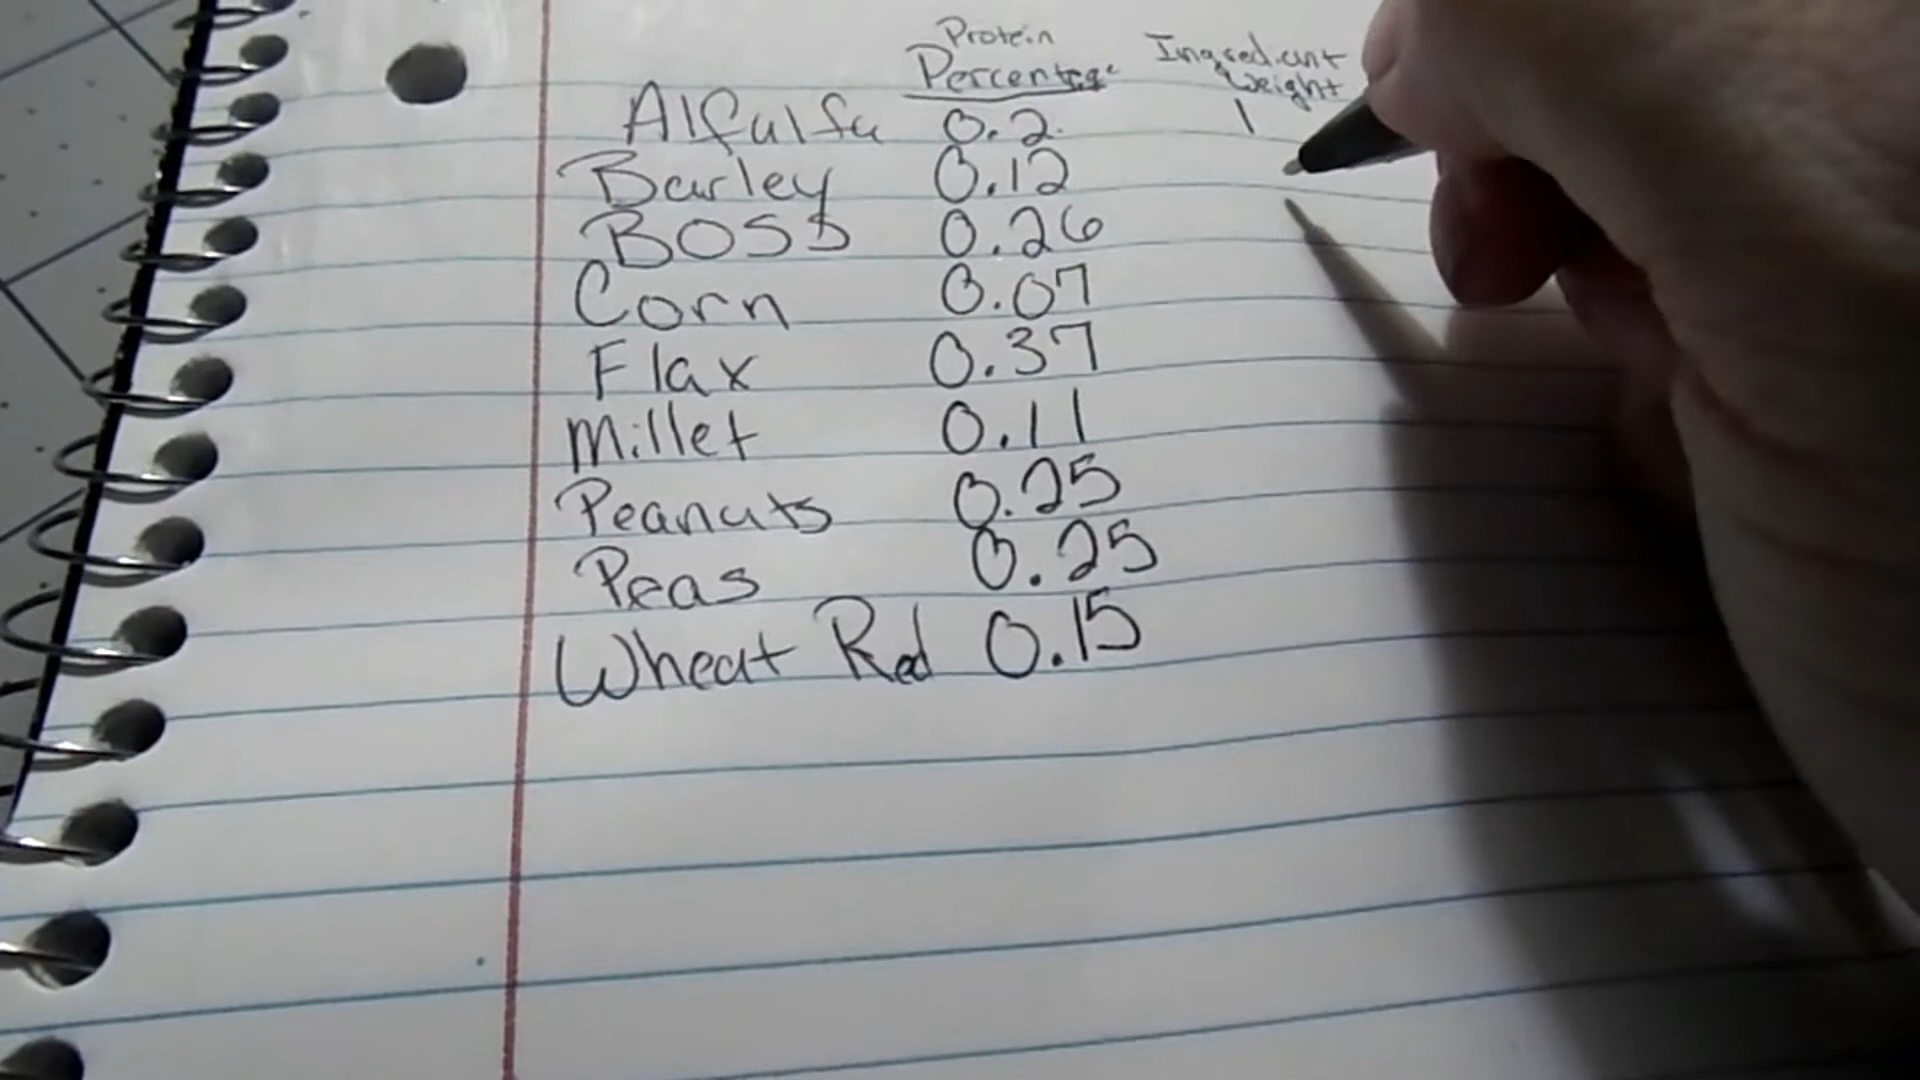 Protein
Percentage
Ingredient
Weight
Alfulfa 0.2 1
Barley 0.12
BOSS 0.26
Corn 0.07
Flax 0.37
Millet 0.11
Peanuts 0.25
Peas 0.25
Wheat Red 0.15